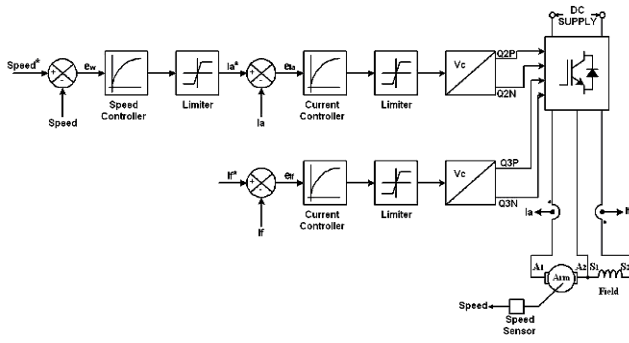 DC
SUPPLY
Speed*
+
-
ew
Speed
Speed
Controller
Limiter
Ia*
+
-
eia
Ia
Current
Controller
Limiter
Vc
Q2P
Q2N
If*
+
-
eif
If
Current
Controller
Limiter
Vc
Q3P
Q3N
Ia
If
A1
Arm
A2
S1
S2
Field
Speed
Speed
Sensor